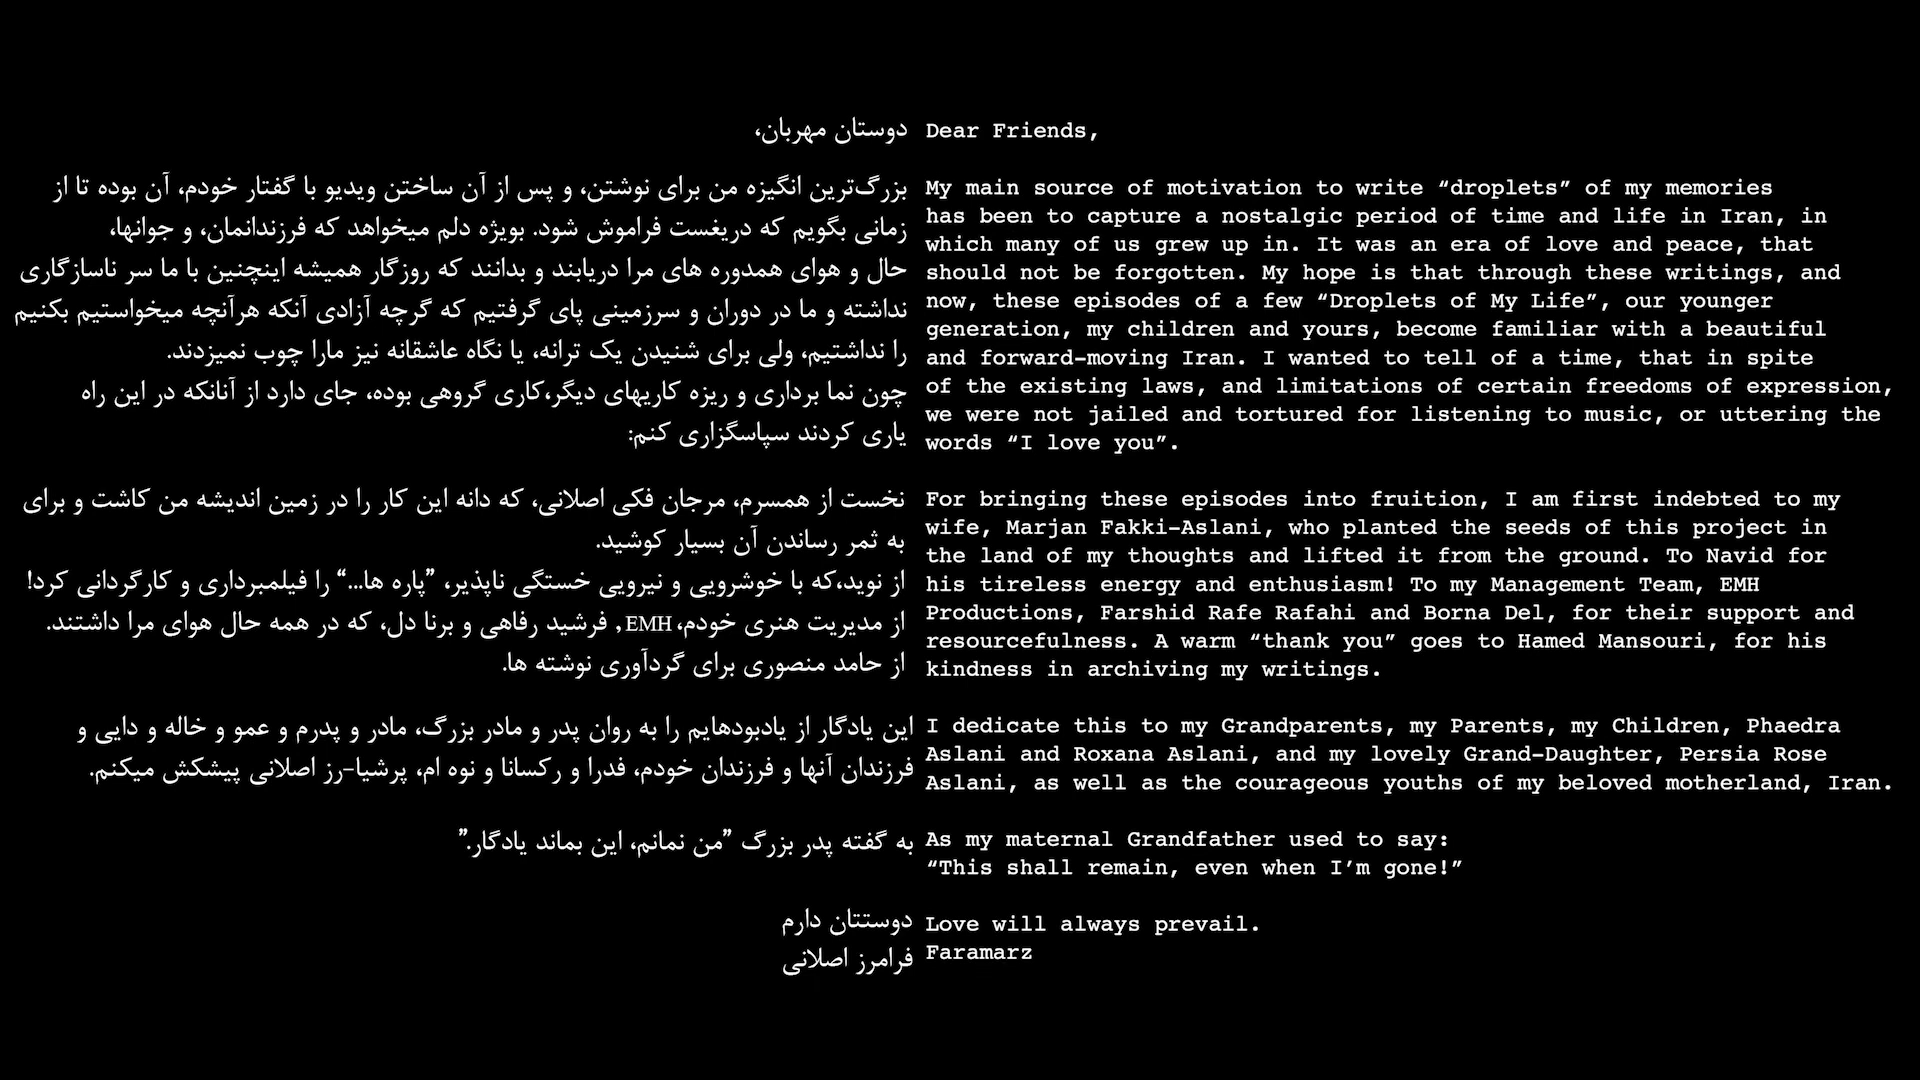 دوستان مهربان،
بزرگ‌ترین انگیزه من برای نوشتن، و پس از آن ساختن ویدیو با گفتار خودم، آن بوده تا از
زمانی بگویم که دریغست فراموش شود. بویژه دلم میخواهد که فرزندانمان، و جوانها،
حال و هوای همدوره های مرا دریابند و بدانند که روزگار همیشه اینچنین با ما سر ناسازگاری
نداشته و ما در دوران و سرزمینی پای گرفتیم که گرچه آزادی آنکه هرآنچه میخواستیم بکنیم
را نداشتیم، ولی برای شنیدن یک ترانه، یا نگاه عاشقانه نیز مارا چوب نمیزدند.
چون نما برداری و ریزه کاریهای دیگر،کاری گروهی بوده، جای دارد از آنانکه در این راه
یاری کردند سپاسگزاری کنم:
نخست از همسرم، مرجان فکی اصلانی، که دانه این کار را در زمین اندیشه من کاشت و برای
به ثمر رساندن آن بسیار کوشید.
از نوید،که با خوشرویی و نیرویی خستگی ناپذیر، ”پاره ها...“ را فیلمبرداری و کارگردانی کرد!
از مدیریت هنری خودم، EMH, فرشید رفاهی و برنا دل، که در همه حال هوای مرا داشتند.
از حامد منصوری برای گردآوری نوشته ها.
این یادگار از یادبودهایم را به روان پدر و مادر بزرگ، مادر و پدرم و عمو و خاله و دایی و
فرزندان آنها و فرزندان خودم، فدرا و رکسانا و نوه ام، پرشیا-رز اصلانی پیشکش میکنم.
به گفته پدر بزرگ ”من نمانم، این بماند یادگار.”
دوستتان دارم
فرامرز اصلانی
Dear Friends,
My main source of motivation to write “droplets” of my memories
has been to capture a nostalgic period of time and life in Iran, in
which many of us grew up in. It was an era of love and peace, that
should not be forgotten. My hope is that through these writings, and
now, these episodes of a few “Droplets of My Life”, our younger
generation, my children and yours, become familiar with a beautiful
and forward-moving Iran. I wanted to tell of a time, that in spite
of the existing laws, and limitations of certain freedoms of expression,
we were not jailed and tortured for listening to music, or uttering the
words “I love you”.
For bringing these episodes into fruition, I am first indebted to my
wife, Marjan Fakki-Aslani, who planted the seeds of this project in
the land of my thoughts and lifted it from the ground. To Navid for
his tireless energy and enthusiasm! To my Management Team, EMH
Productions, Farshid Rafe Rafahi and Borna Del, for their support and
resourcefulness. A warm “thank you” goes to Hamed Mansouri, for his
kindness in archiving my writings.
I dedicate this to my Grandparents, my Parents, my Children, Phaedra
Aslani and Roxana Aslani, and my lovely Grand-Daughter, Persia Rose
Aslani, as well as the courageous youths of my beloved motherland, Iran.
As my maternal Grandfather used to say:
“This shall remain, even when I’m gone!”
Love will always prevail.
Faramarz